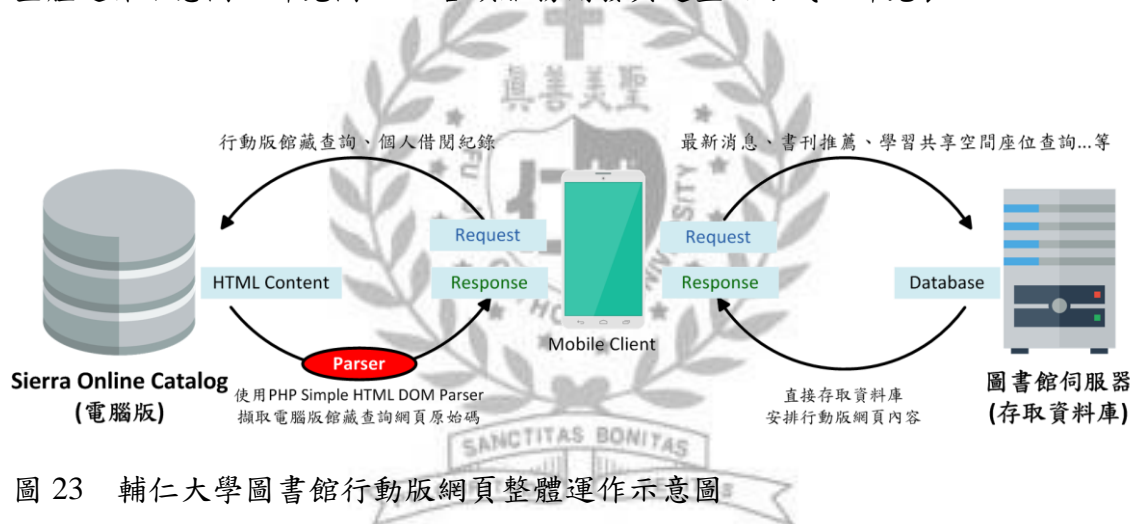 真善美聖
行動版館藏查詢、個人借閱紀錄
最新消息、書刊推薦、學習共享空間座位查詢...等
Request
Request
HTML Content
Response
Response
Database
Mobile Client
Parser
Sierra Online Catalog
(電腦版)
使用PHP Simple HTML DOM Parser
擷取電腦版館藏查詢網頁原始碼
直接存取資料庫
安排行動版網頁內容
圖書館伺服器
(存取資料庫)
SANCTITAS BONITAS
圖 23 輔仁大學圖書館行動版網頁整體運作示意圖